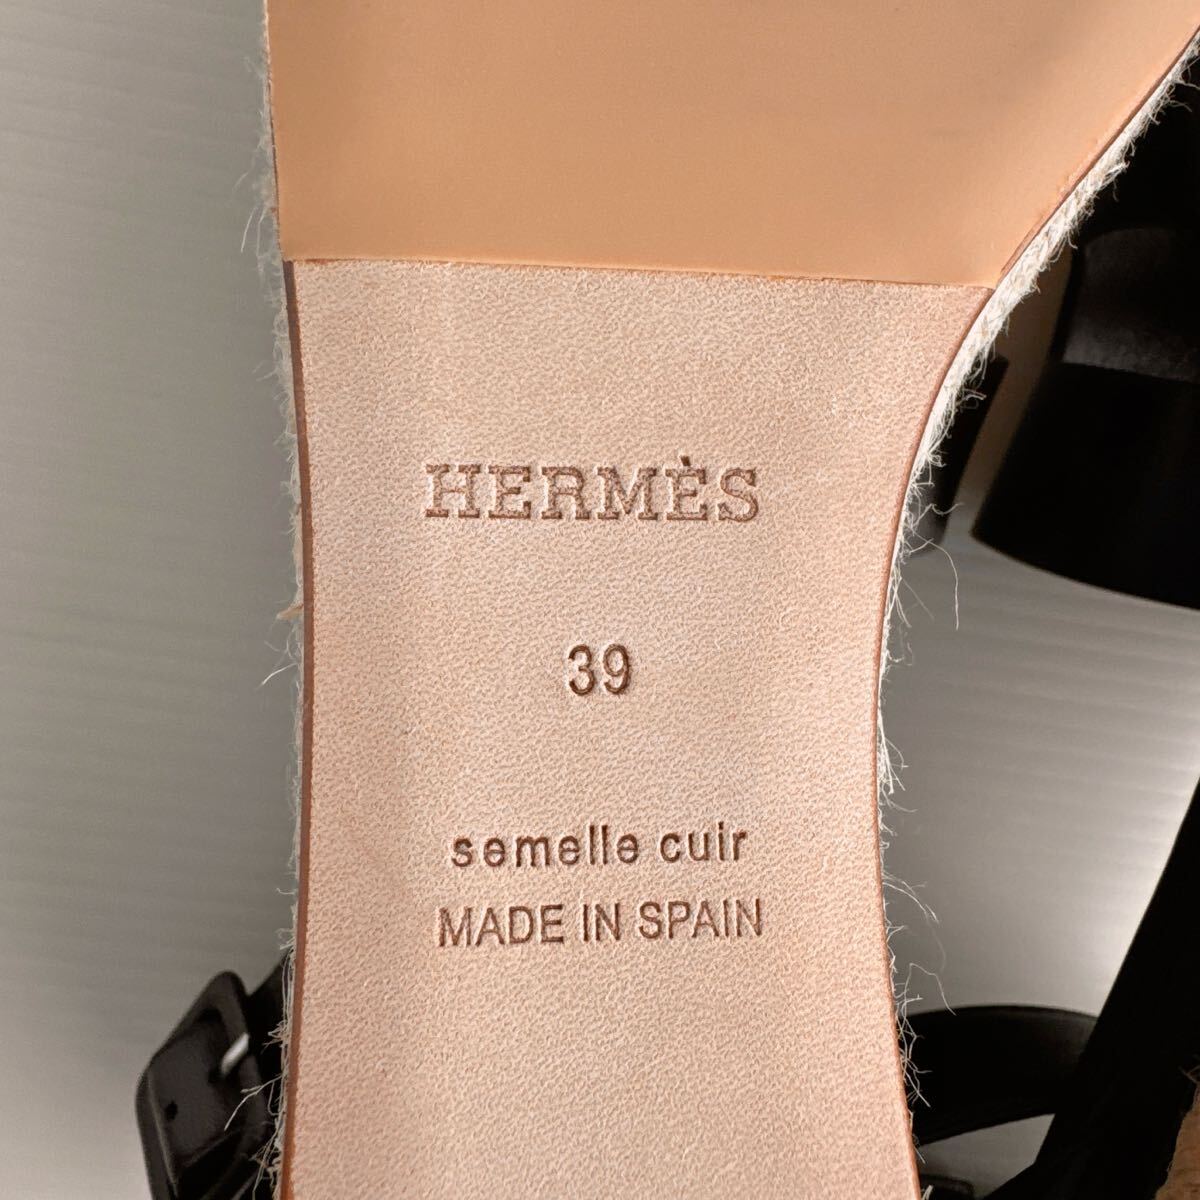 HERMÈS
39
semelle cuir
MADE IN SPAIN